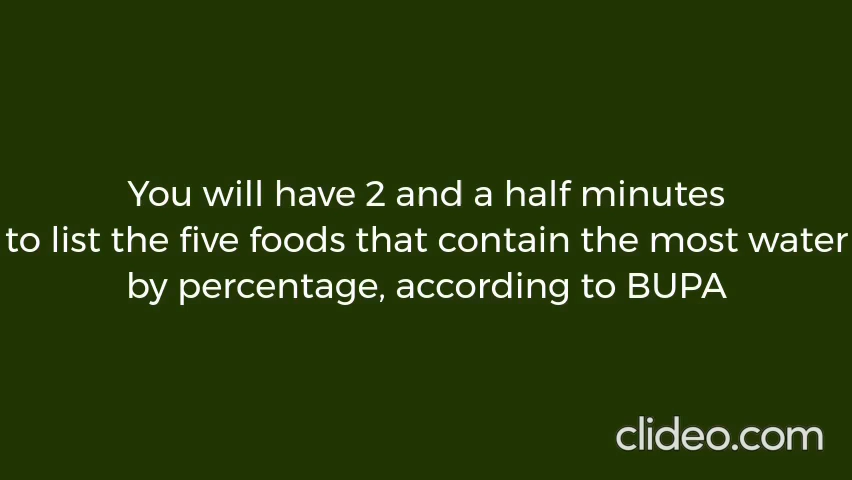 You will have 2 and a half minutes
to list the five foods that contain the most water
by percentage, according to BUPA
clideo.com